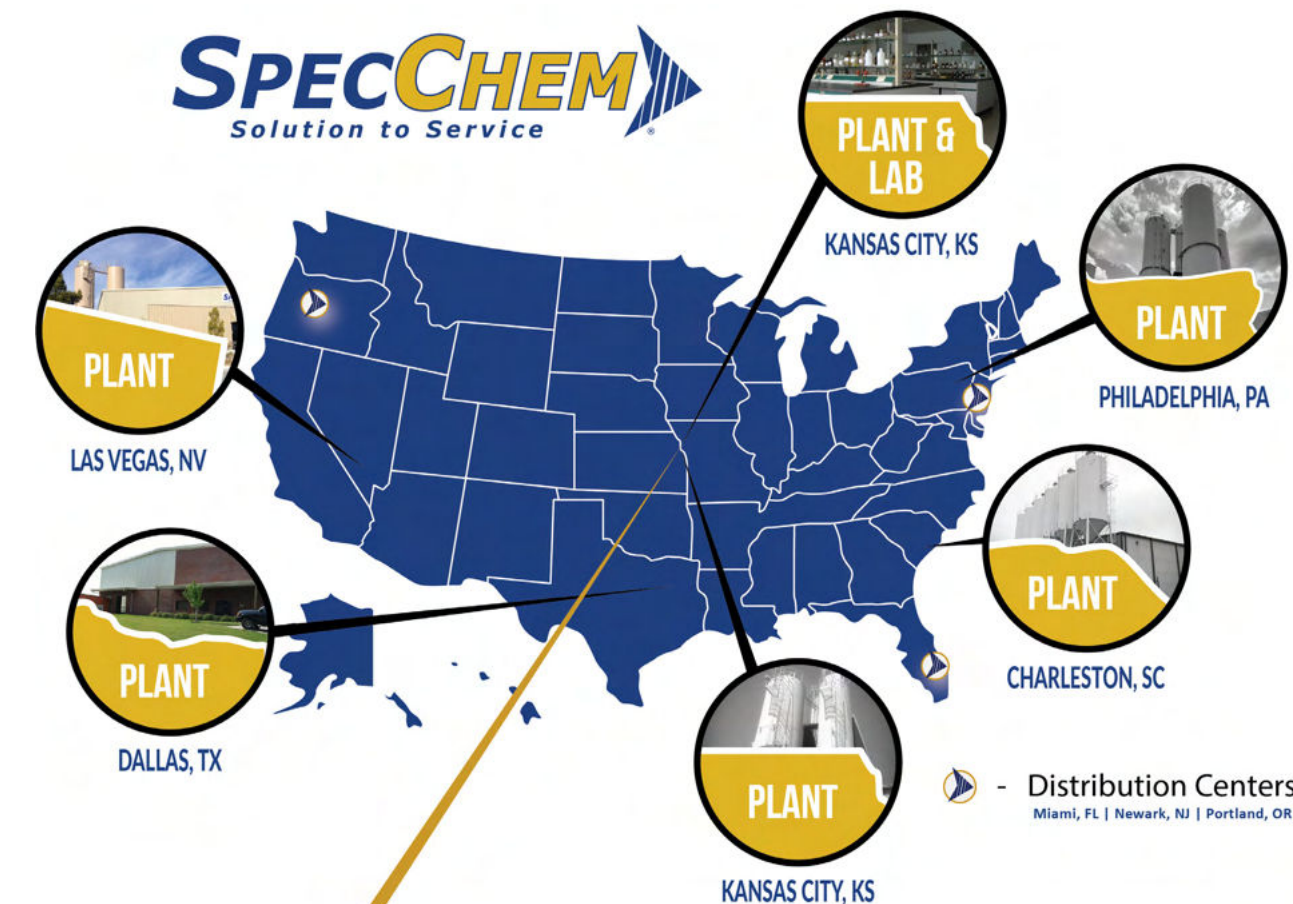 SPECCHEM
Solution to Service
®
PLANT &
LAB
KANSAS CITY, KS
PLANT
PHILADELPHIA, PA
PLANT
LAS VEGAS, NV
PLANT
CHARLESTON, SC
PLANT
DALLAS, TX
PLANT
KANSAS CITY, KS
- Distribution Centers
Miami, FL | Newark, NJ | Portland, OR